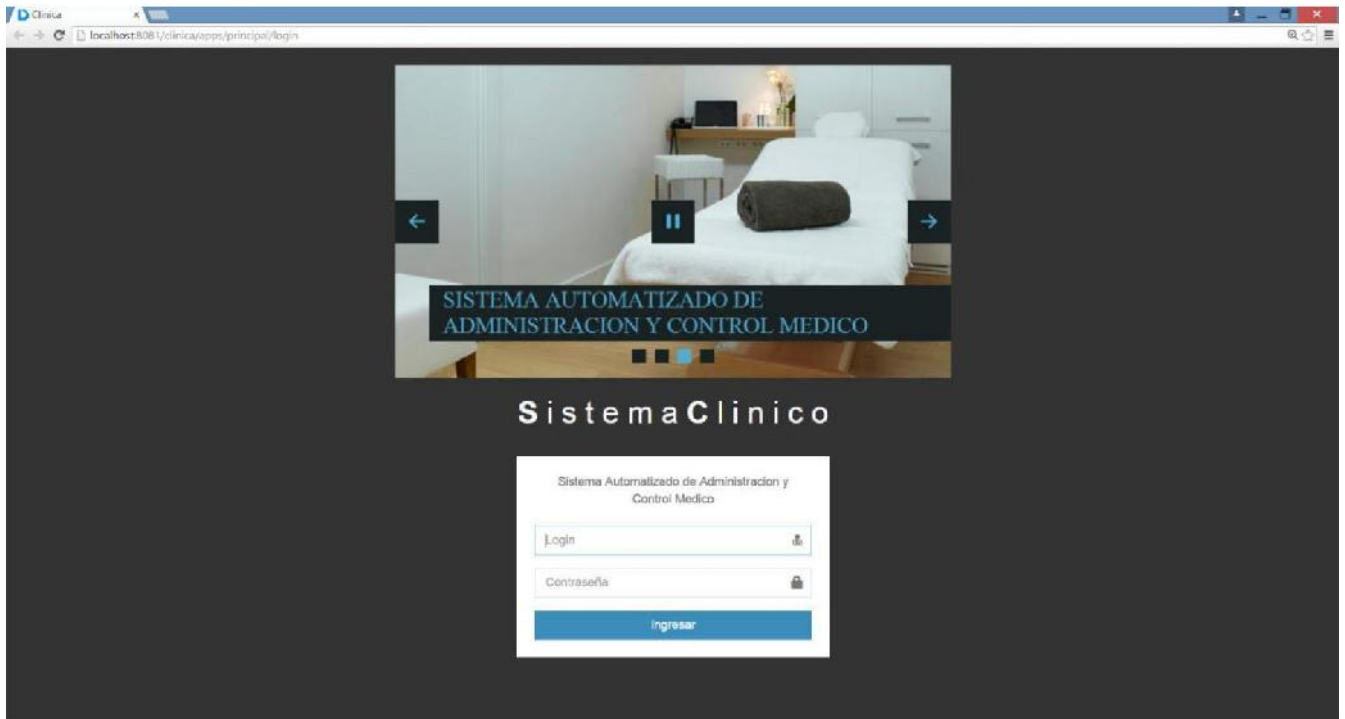 Clinica
localhost:8081/clinica/apps/principal/login
SISTEMA AUTOMATIZADO DE
ADMINISTRACION Y CONTROL MEDICO
SistemaClinico
Sistema Automatizado de Administracion y
Control Medico
Login
Contraseña
Ingresar